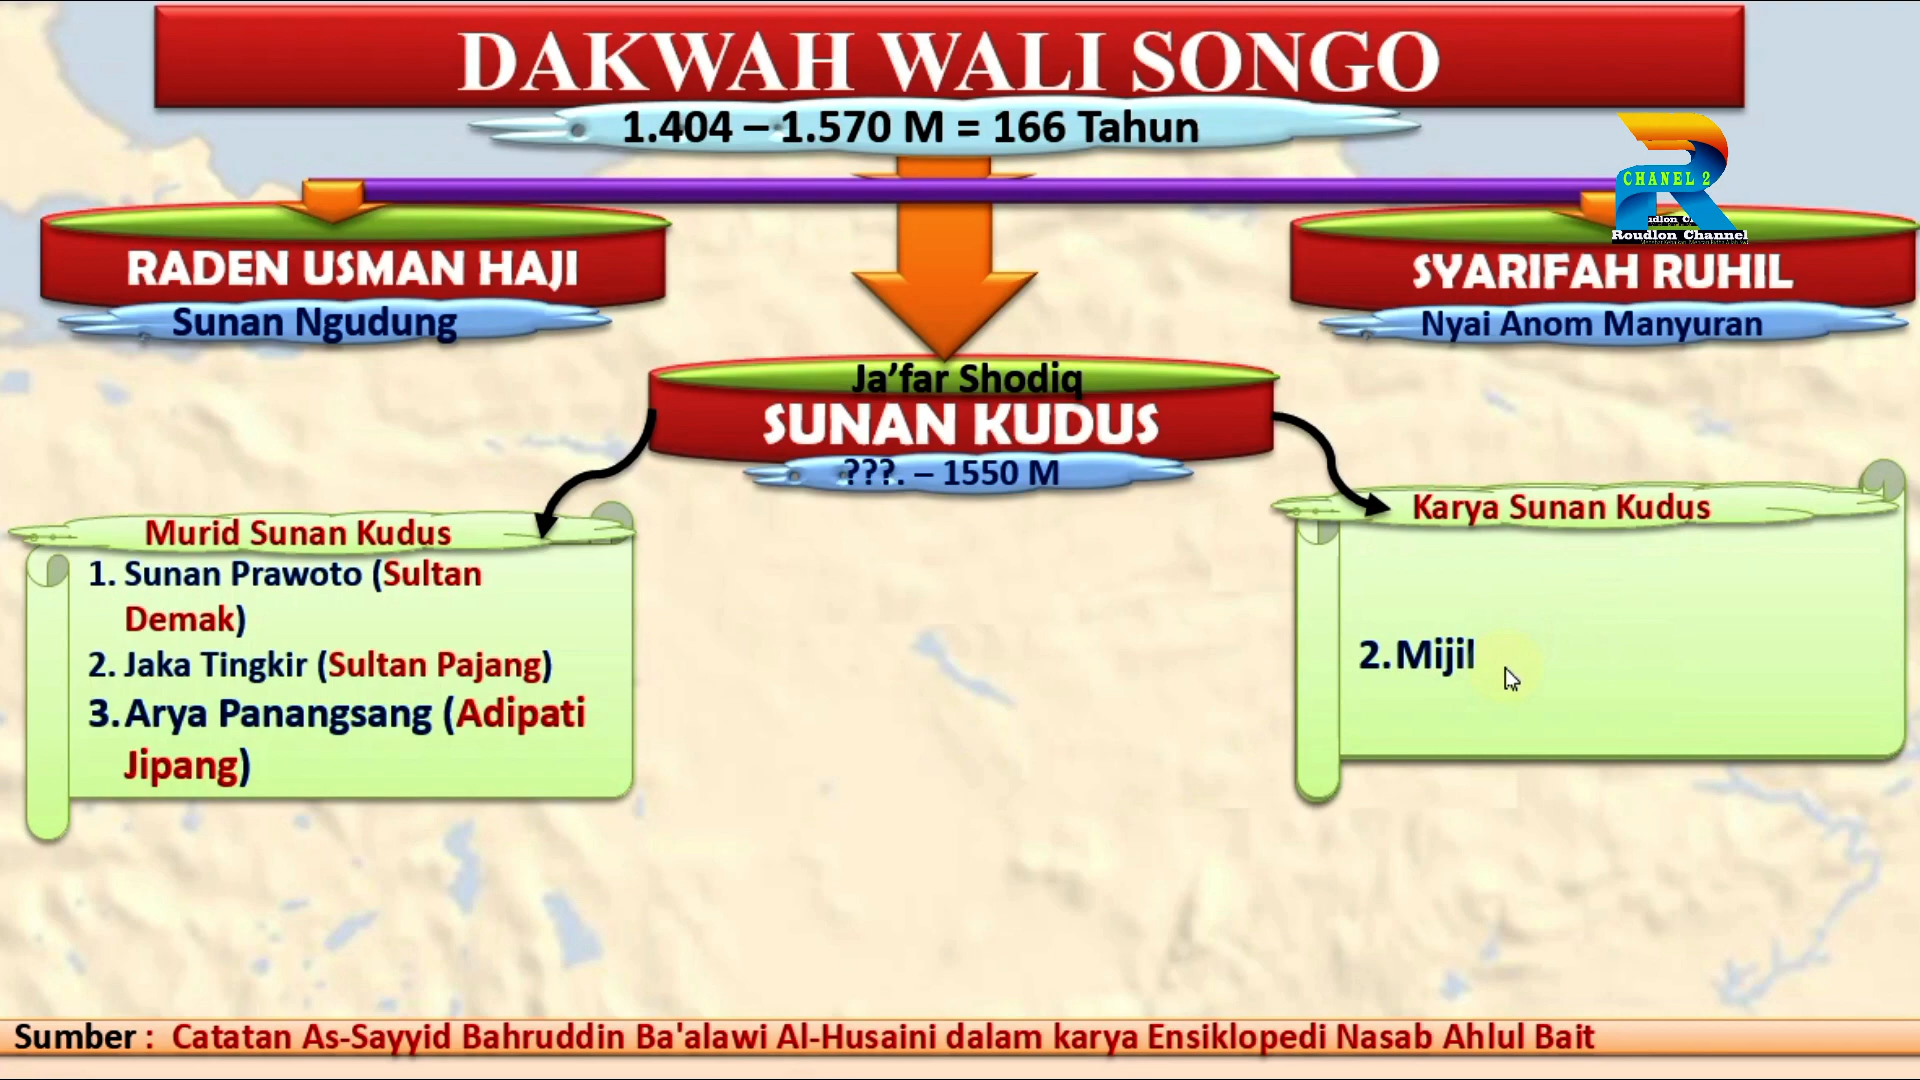 DAKWAH WALI SONGO
1.404 – 1.570 M = 166 Tahun
CHANEL 2
Roudlon Channel
RADEN USMAN HAJI
Sunan Ngudung
SYARIFAH RUHIL
Nyai Anom Manyuran
Ja’far Shodiq
SUNAN KUDUS
???. – 1550 M
Murid Sunan Kudus
1. Sunan Prawoto (Sultan
Demak)
2. Jaka Tingkir (Sultan Pajang)
3. Arya Panangsang (Adipati
Jipang)
Karya Sunan Kudus
2. Mijil
Sumber : Catatan As-Sayyid Bahruddin Ba'alawi Al-Husaini dalam karya Ensiklopedi Nasab Ahlul Bait